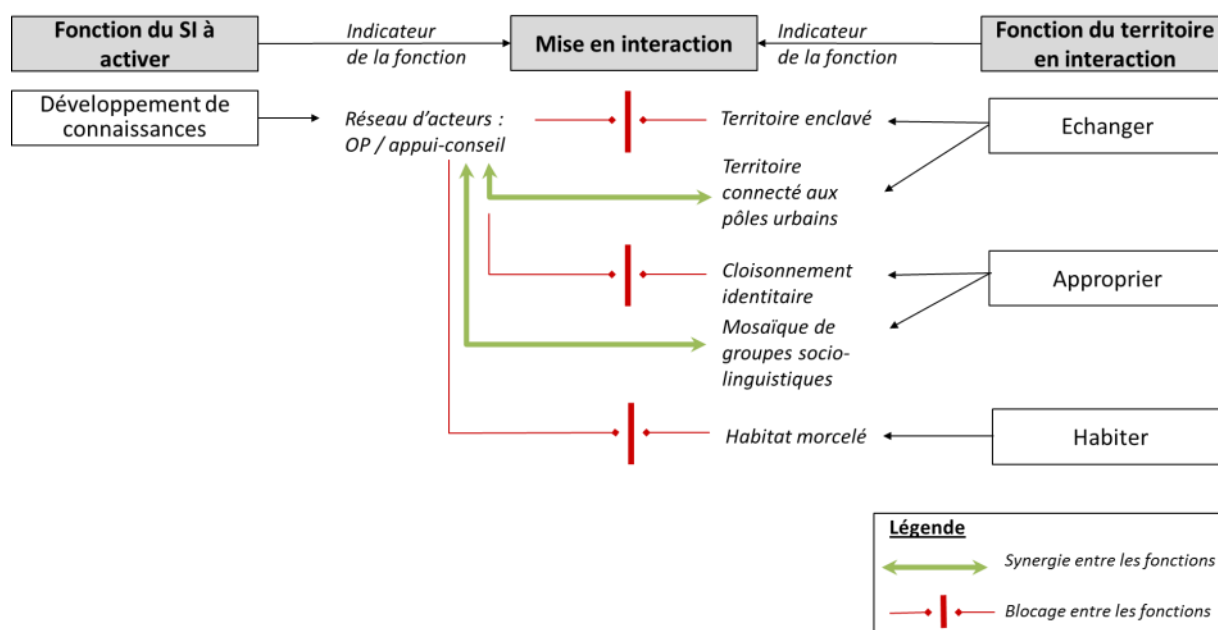 Fonction du SI à
activer
Indicateur
de la fonction
Mise en interaction
Indicateur
de la fonction
Fonction du territoire
en interaction
Développement de
connaissances
Réseau d'acteurs :
OP / appui-conseil
Territoire enclavé
Echanger
Territoire
connecté aux
pôles urbains
Cloisonnement
identitaire
Approprier
Mosaïque de
groupes socio-
linguistiques
Habitat morcelé
Habiter
Légende
Synergie entre les fonctions
Blocage entre les fonctions